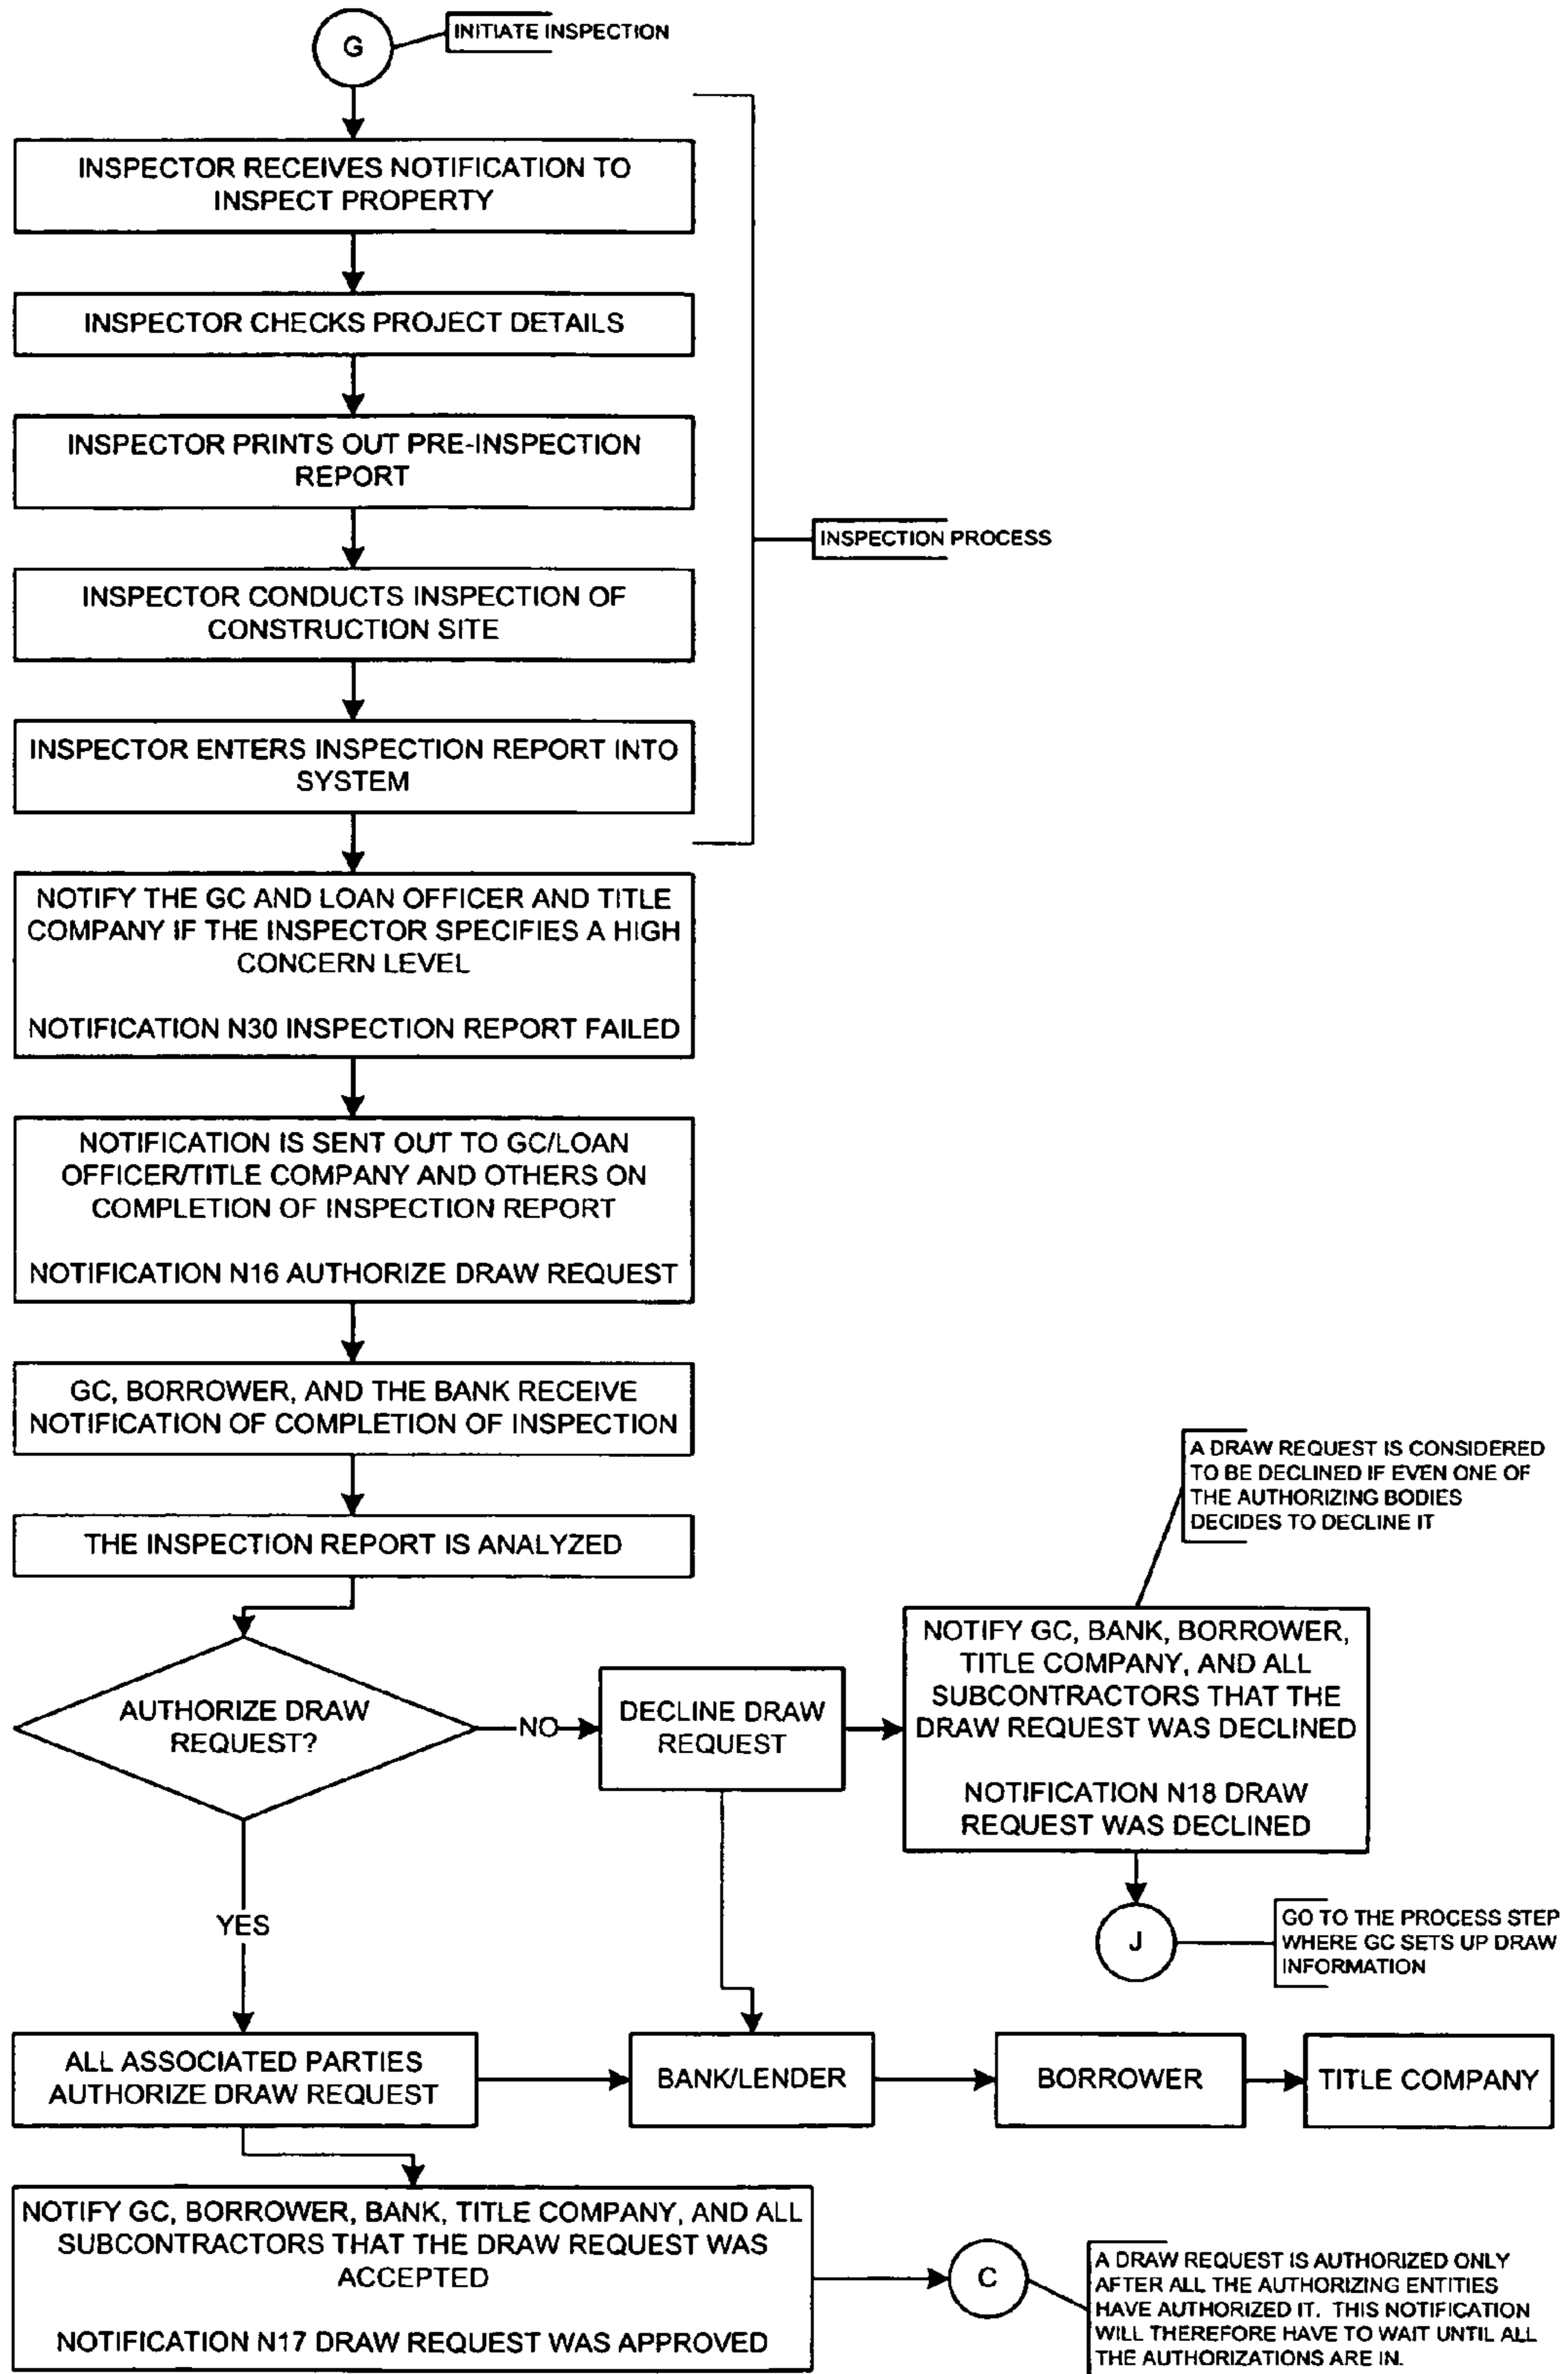 G
INITIATE INSPECTION
INSPECTOR RECEIVES NOTIFICATION TO
INSPECT PROPERTY
INSPECTOR CHECKS PROJECT DETAILS
INSPECTOR PRINTS OUT PRE-INSPECTION
REPORT
INSPECTION PROCESS
INSPECTOR CONDUCTS INSPECTION OF
CONSTRUCTION SITE
INSPECTOR ENTERS INSPECTION REPORT INTO
SYSTEM
NOTIFY THE GC AND LOAN OFFICER AND TITLE
COMPANY IF THE INSPECTOR SPECIFIES A HIGH
CONCERN LEVEL
NOTIFICATION N30 INSPECTION REPORT FAILED
NOTIFICATION IS SENT OUT TO GC/LOAN
OFFICER/TITLE COMPANY AND OTHERS ON
COMPLETION OF INSPECTION REPORT
NOTIFICATION N16 AUTHORIZE DRAW REQUEST
GC, BORROWER, AND THE BANK RECEIVE
NOTIFICATION OF COMPLETION OF INSPECTION
THE INSPECTION REPORT IS ANALYZED
A DRAW REQUEST IS CONSIDERED
TO BE DECLINED IF EVEN ONE OF
THE AUTHORIZING BODIES
DECIDES TO DECLINE IT
AUTHORIZE DRAW
REQUEST?
NO
DECLINE DRAW
REQUEST
NOTIFY GC, BANK, BORROWER,
TITLE COMPANY, AND ALL
SUBCONTRACTORS THAT THE
DRAW REQUEST WAS DECLINED
NOTIFICATION N18 DRAW
REQUEST WAS DECLINED
YES
J
GO TO THE PROCESS STEP
WHERE GC SETS UP DRAW
INFORMATION
ALL ASSOCIATED PARTIES
AUTHORIZE DRAW REQUEST
BANK/LENDER
BORROWER
TITLE COMPANY
NOTIFY GC, BORROWER, BANK, TITLE COMPANY, AND ALL
SUBCONTRACTORS THAT THE DRAW REQUEST WAS
ACCEPTED
NOTIFICATION N17 DRAW REQUEST WAS APPROVED
C
A DRAW REQUEST IS AUTHORIZED ONLY
AFTER ALL THE AUTHORIZING ENTITIES
HAVE AUTHORIZED IT. THIS NOTIFICATION
WILL THEREFORE HAVE TO WAIT UNTIL ALL
THE AUTHORIZATIONS ARE IN.